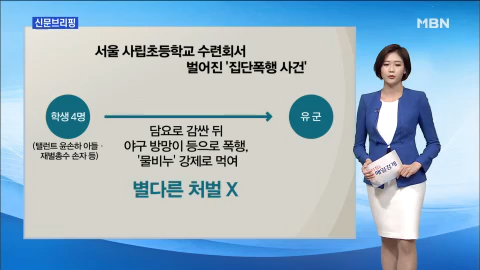 신문브리핑
MBN
서울 사립초등학교 수련회서
벌어진 '집단폭행 사건'
학생 4명
(탤런트 윤손하 아들·
재벌총수 손자 등)
유 군
담요로 감싼 뒤
야구 방망이 등으로 폭행,
'물비누' 강제로 먹여
별다른 처벌 X
매일경제